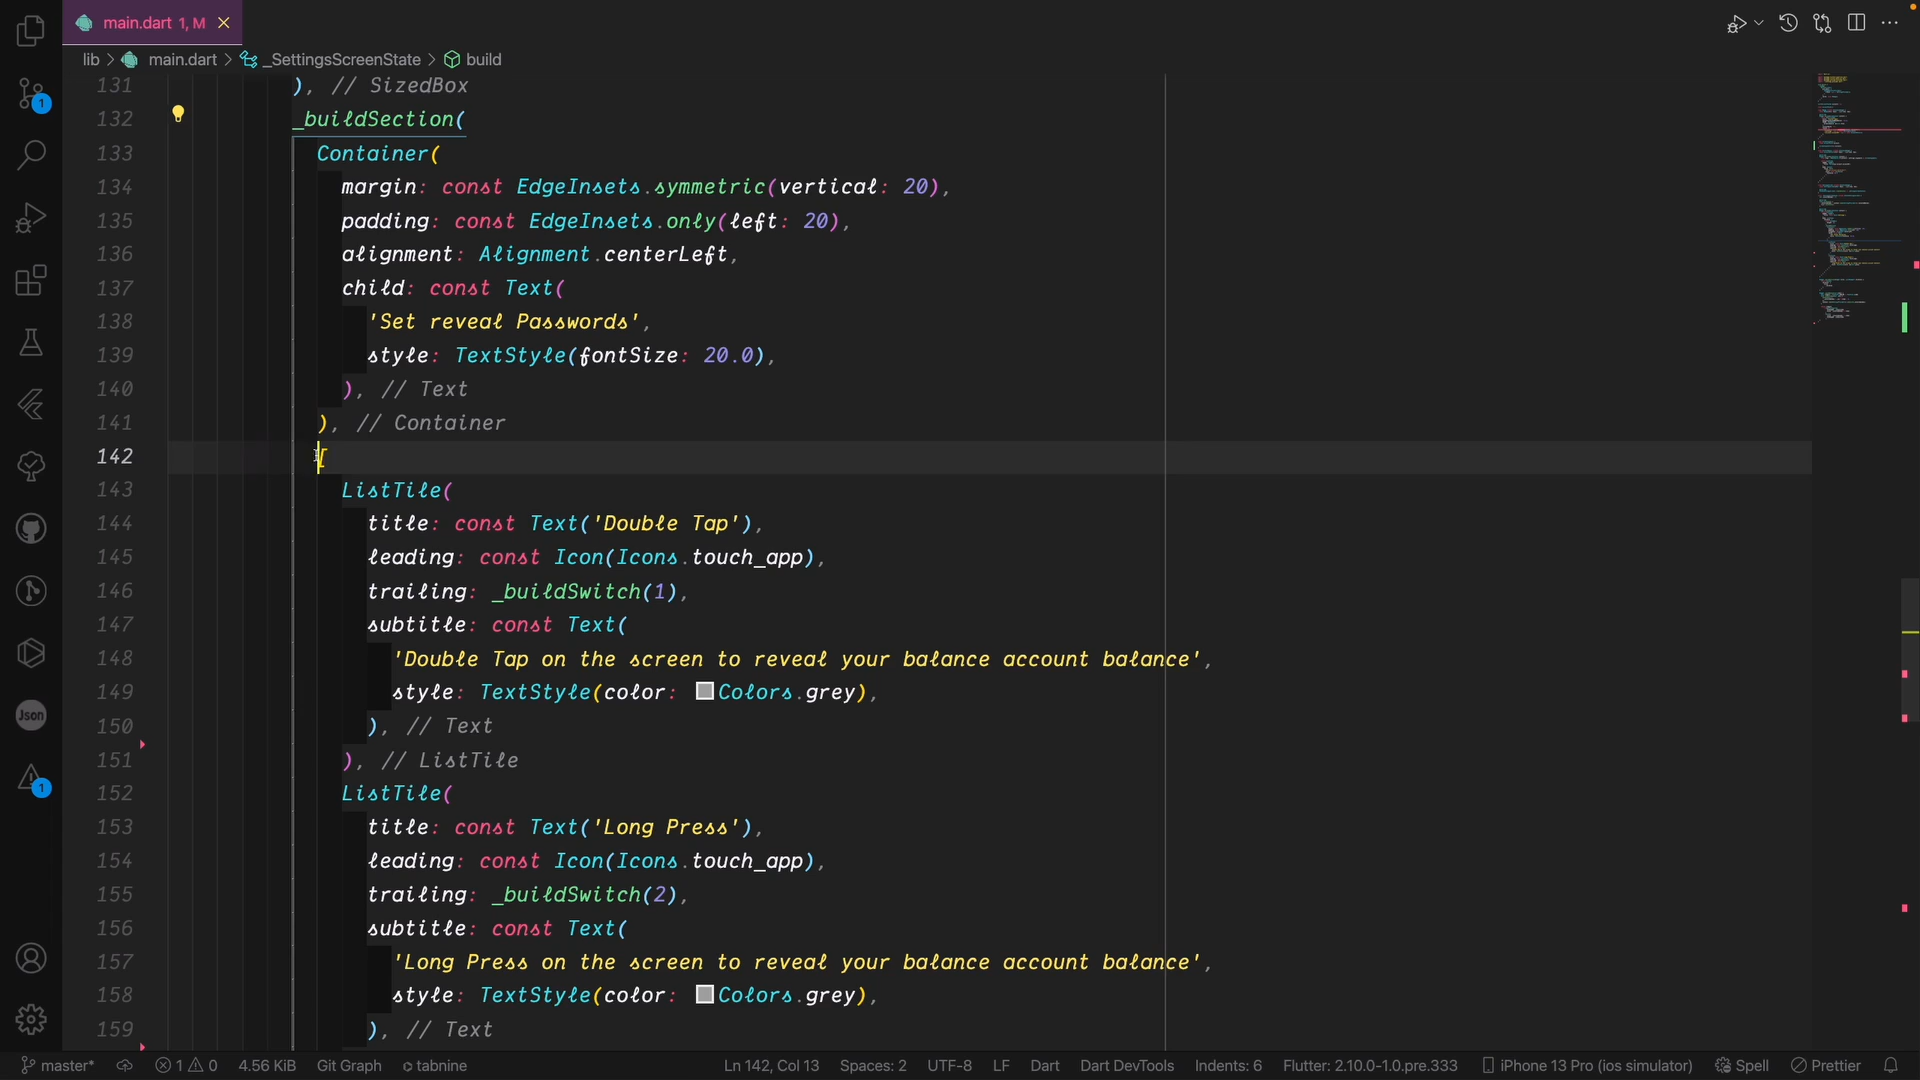 main.dart 1, M
lib > main.dart > _SettingsScreenState > build
131 ), // SizedBox
132 _buildSection(
133 Container(
134 margin: const EdgeInsets.symmetric(vertical: 20),
135 padding: const EdgeInsets.only(left: 20),
136 alignment: Alignment.centerLeft,
137 child: const Text(
138 'Set reveal Passwords',
139 style: TextStyle(fontSize: 20.0),
140 ), // Text
141 ), // Container
142 [
143 ListTile(
144 title: const Text('Double Tap'),
145 leading: const Icon(Icons.touch_app),
146 trailing: _buildSwitch(1),
147 subtitle: const Text(
148 'Double Tap on the screen to reveal your balance account balance',
149 style: TextStyle(color: Colors.grey),
150 ), // Text
151 ), // ListTile
152 ListTile(
153 title: const Text('Long Press'),
154 leading: const Icon(Icons.touch_app),
155 trailing: _buildSwitch(2),
156 subtitle: const Text(
157 'Long Press on the screen to reveal your balance account balance',
158 style: TextStyle(color: Colors.grey),
159 ), // Text
1
Json
1
master* 1 0 4.56 KiB Git Graph tabnine Ln 142, Col 13 Spaces: 2 UTF-8 LF Dart Dart DevTools Indents: 6 Flutter: 2.10.0-1.0.pre.333 iPhone 13 Pro (ios simulator) Spell Prettier